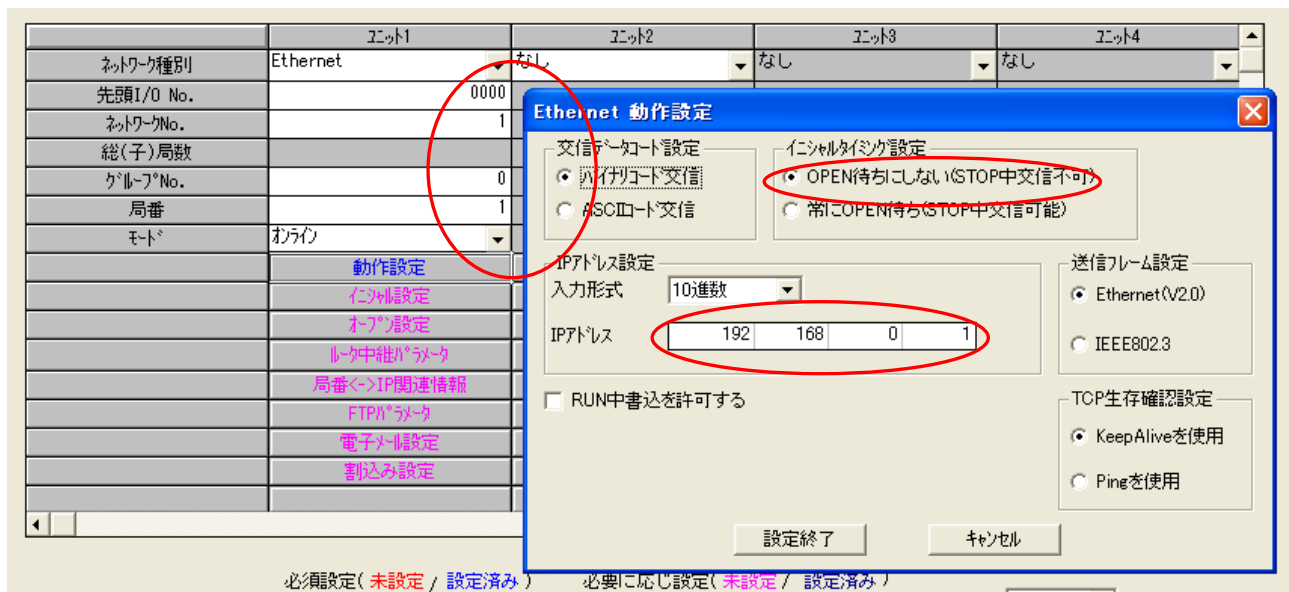 ﾕﾆｯﾄ1 ﾕﾆｯﾄ2 ﾕﾆｯﾄ3 ﾕﾆｯﾄ4
ﾈｯﾄﾜｰｸ種別 Ethernet なし なし なし
先頭I/O No. 0000
ﾈｯﾄﾜｰｸNo. 1
総(子)局数
ｸﾞﾙｰﾌﾟNo. 0
局番 1
ﾓｰﾄﾞ ｵﾝﾗｲﾝ
動作設定
ｲﾆｼｬﾙ設定
ｵｰﾌﾟﾝ設定
ﾙｰﾀ中継ﾊﾟﾗﾒｰﾀ
局番<->IP関連情報
FTPﾊﾟﾗﾒｰﾀ
電子ﾒｰﾙ設定
割込み設定
Ethernet 動作設定
交信ﾃﾞｰﾀｺｰﾄﾞ設定
ﾊﾞｲﾅﾘｺｰﾄﾞ交信
ASCIIｺｰﾄﾞ交信
ｲﾆｼｬﾙﾀｲﾐﾝｸﾞ設定
OPEN待ちにしない(STOP中交信不可)
常にOPEN待ち(STOP中交信可能)
IPｱﾄﾞﾚｽ設定
入力形式 10進数
IPｱﾄﾞﾚｽ 192 168 0 1
送信ﾌﾚｰﾑ設定
Ethernet(V2.0)
IEEE802.3
RUN中書込を許可する
TCP生存確認設定
KeepAliveを使用
Pingを使用
設定終了 ｷｬﾝｾﾙ
必須設定( 未設定 / 設定済み ) 必要に応じ設定( 未設定 / 設定済み )